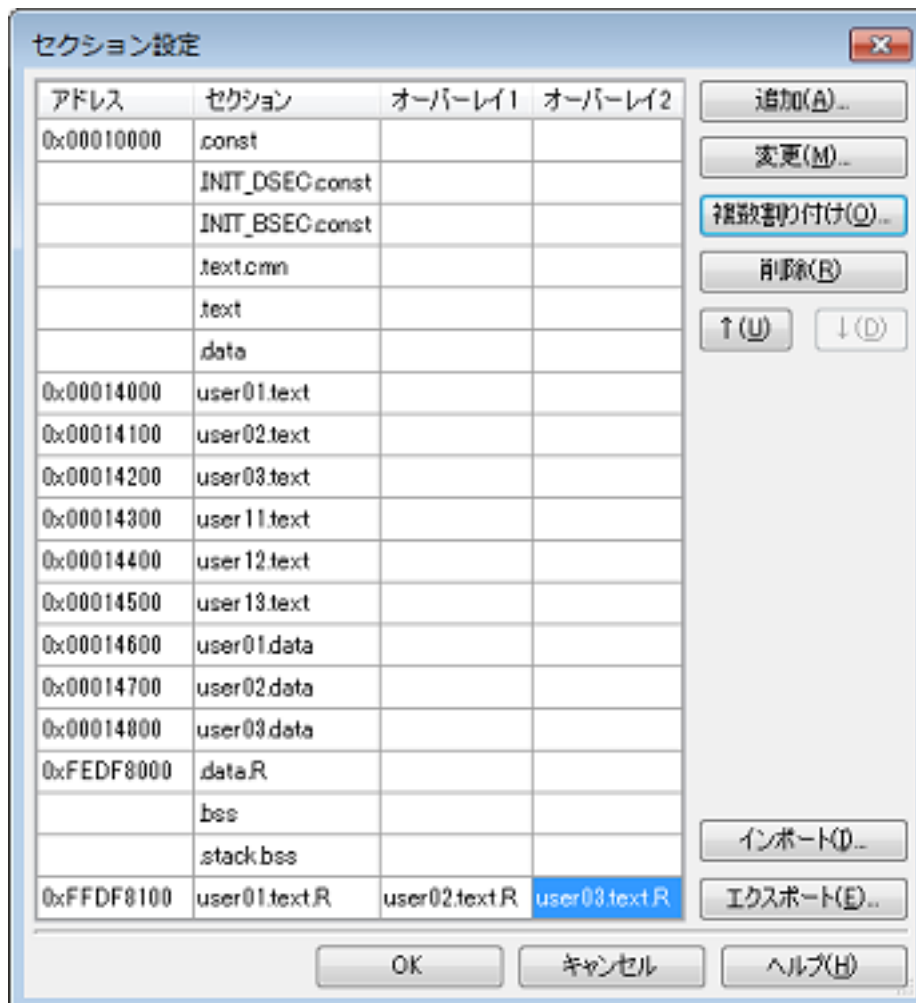 セクション設定
アドレス セクション オーバーレイ1 オーバーレイ2
0x00010000 .const
.INIT_DSEC.const
.INIT_BSEC.const
.text.cmn
.text
.data
0x00014000 user01.text
0x00014100 user02.text
0x00014200 user03.text
0x00014300 user11.text
0x00014400 user12.text
0x00014500 user13.text
0x00014600 user01.data
0x00014700 user02.data
0x00014800 user03.data
0xFEDF8000 .data.R
.bss
.stack.bss
0xFFDF8100 user01.text.R user02.text.R user03.text.R
追加(A)...
変更(M)...
複数割り付け(O)...
削除(R)
↑(U) ↓(D)
インポート(I)...
エクスポート(E)...
OK キャンセル ヘルプ(H)